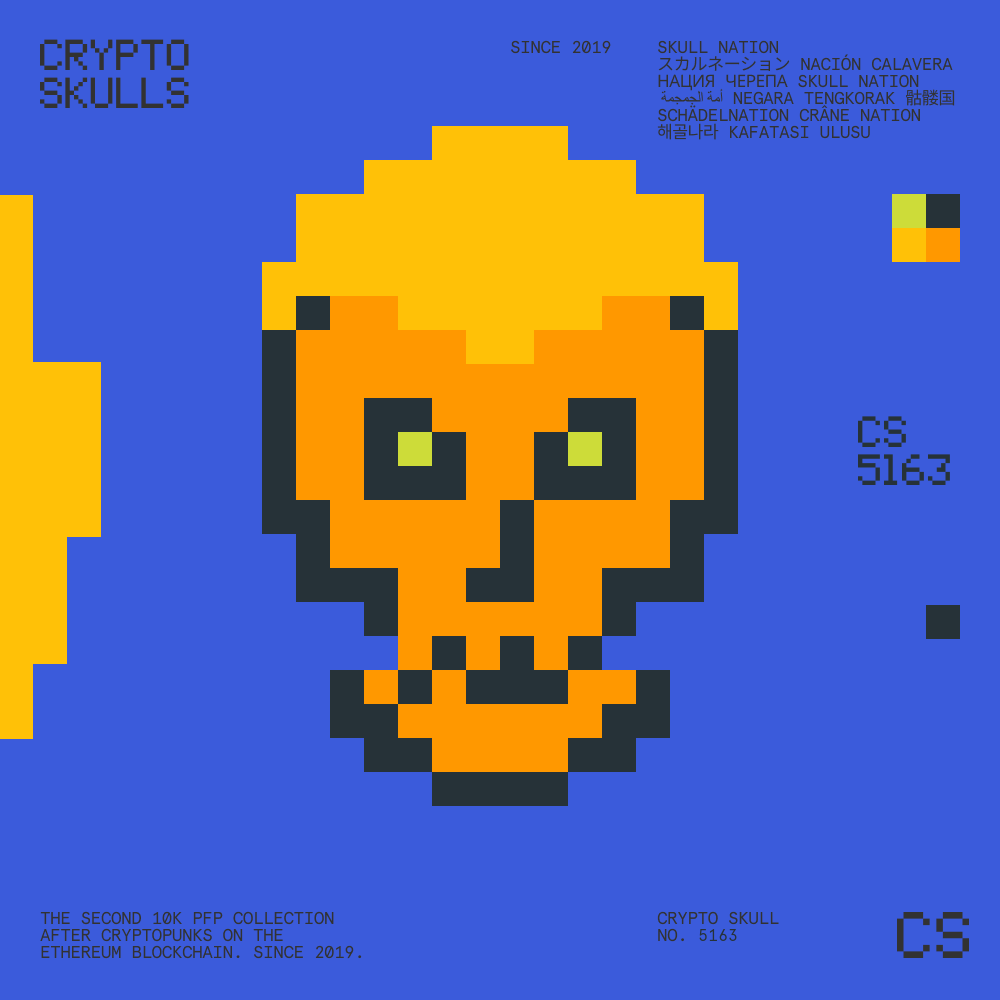 CRYPTO
SKULLS
SINCE 2019
SKULL NATION
スカルネーション NACIÓN CALAVERA
НАЦИЯ ЧЕРЕПА SKULL NATION
أمة الجمجمة NEGARA TENGKORAK 骷髅国
SCHÄDELNATION CRÂNE NATION
해골나라 KAFATASI ULUSU
CS
5163
THE SECOND 10K PFP COLLECTION
AFTER CRYPTOPUNKS ON THE
ETHEREUM BLOCKCHAIN. SINCE 2019.
CRYPTO SKULL
NO. 5163
CS